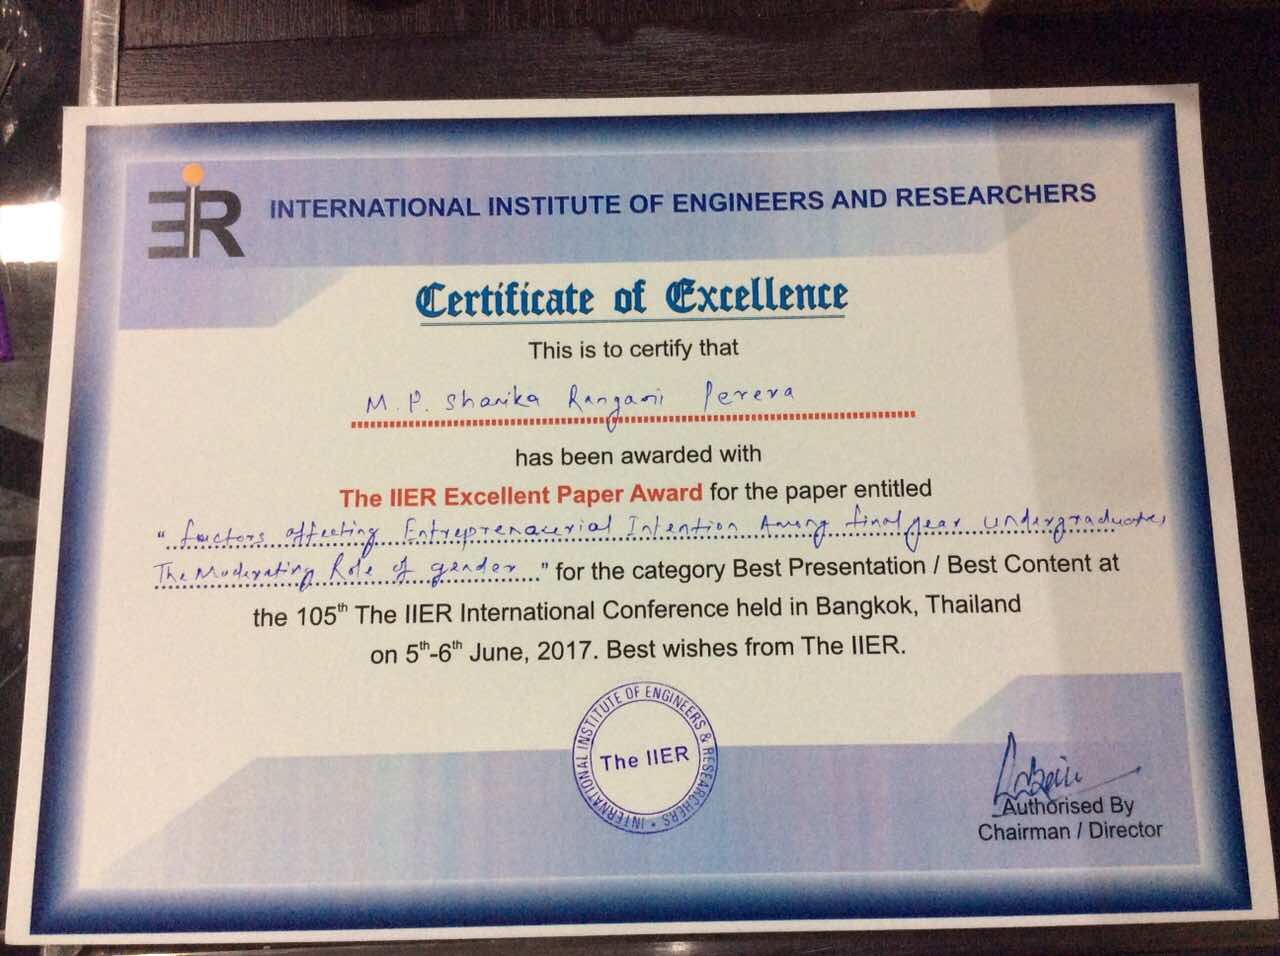 IER INTERNATIONAL INSTITUTE OF ENGINEERS AND RESEARCHERS
Certificate of Excellence
This is to certify that
M. P. Sharika Rangani Perera
has been awarded with
The IIER Excellent Paper Award for the paper entitled
" factors affecting Entreprenaeurial Intention Among final year undergraduates,
The Moderating Role of gender " for the category Best Presentation / Best Content at
the 105th The IIER International Conference held in Bangkok, Thailand
on 5th-6th June, 2017. Best wishes from The IIER.
INTERNATIONAL INSTITUTE OF ENGINEERS & RESEARCHERS
The IIER
Authorised By
Chairman / Director